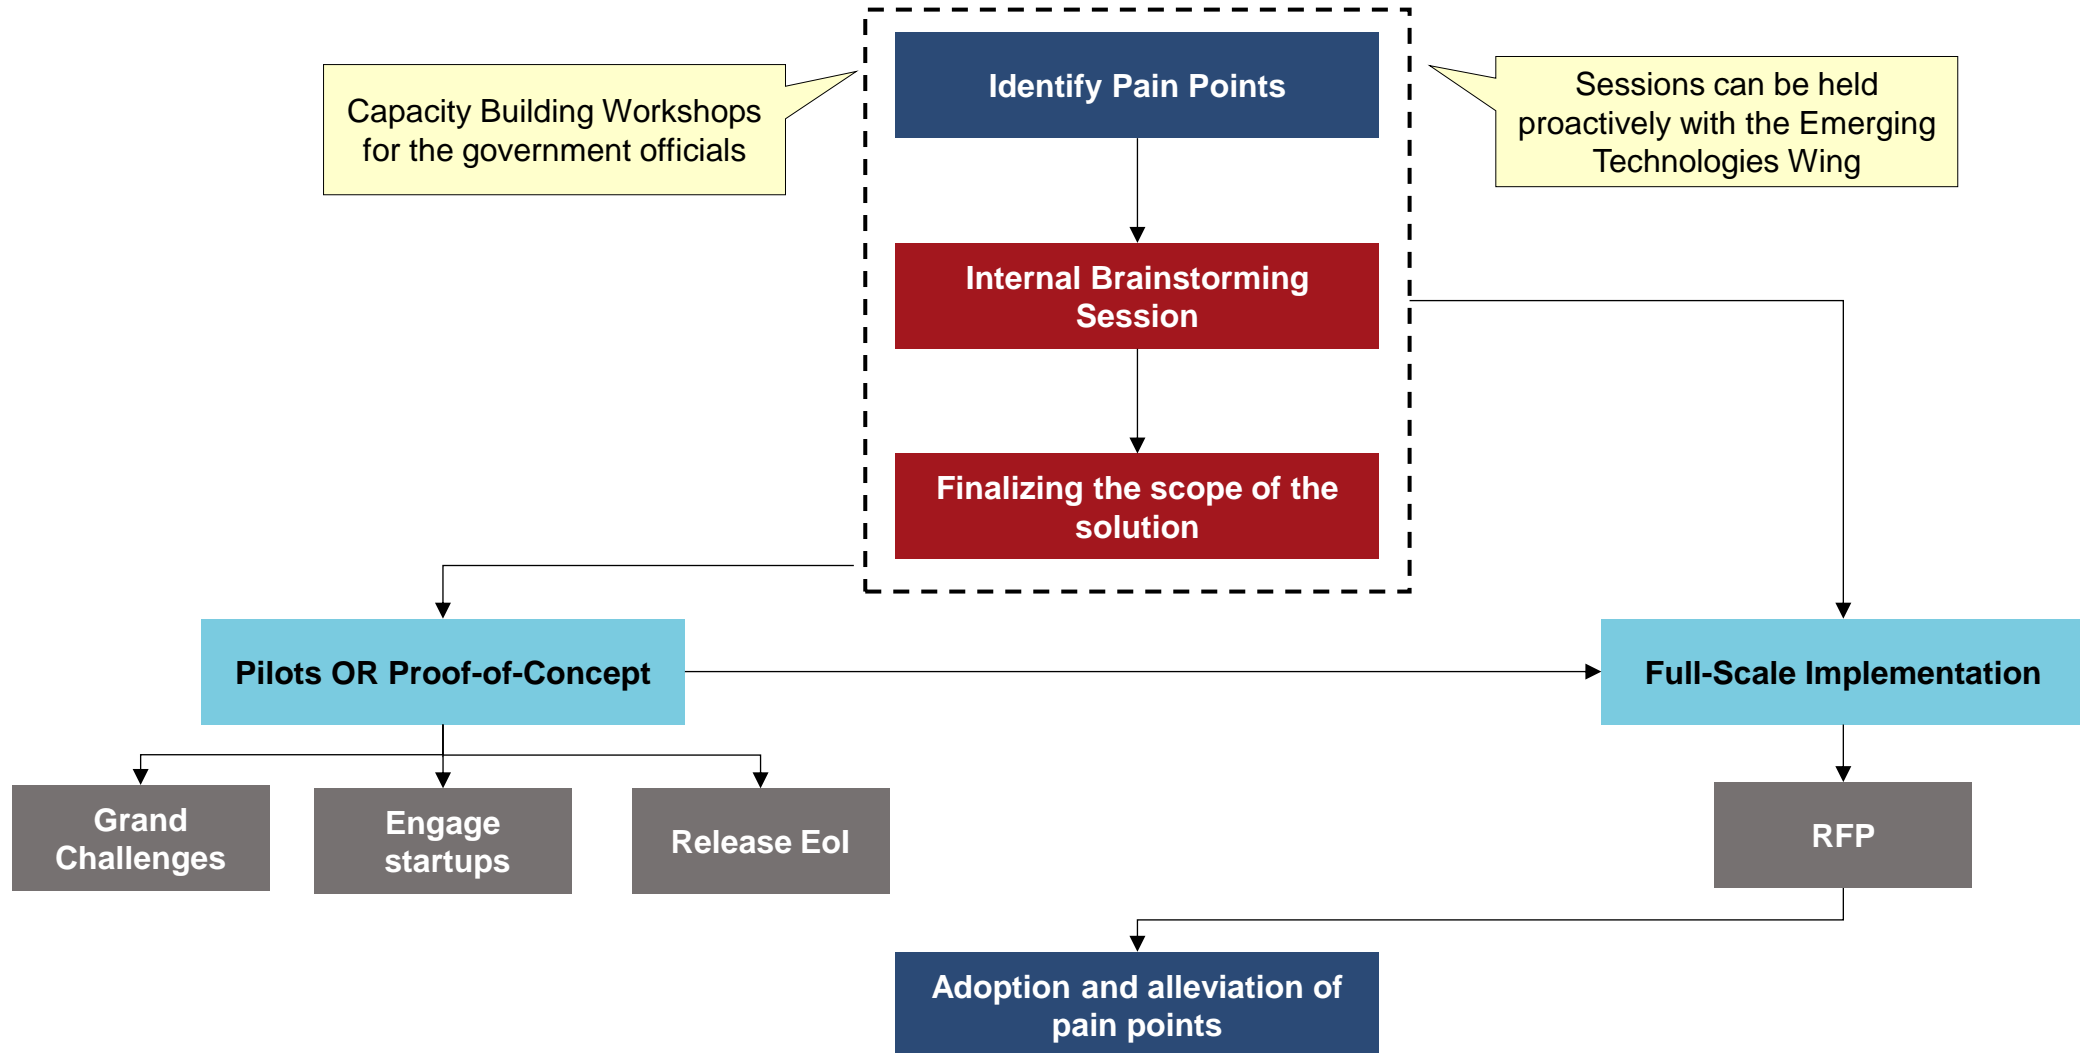 Identify Pain Points
Capacity Building Workshops
for the government officials
Sessions can be held
proactively with the Emerging
Technologies Wing
Internal Brainstorming
Session
Finalizing the scope of the
solution
Pilots OR Proof-of-Concept
Full-Scale Implementation
Grand
Challenges
Engage
startups
Release EoI
RFP
Adoption and alleviation of
pain points